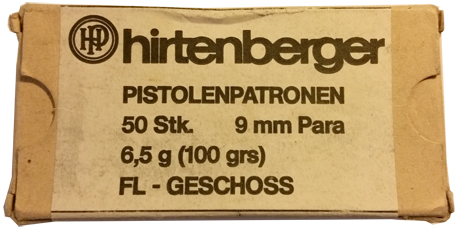 HP hirtenberger
PISTOLENPATRONEN
50 Stk. 9 mm Para
6,5 g (100 grs)
FL - GESCHOSS